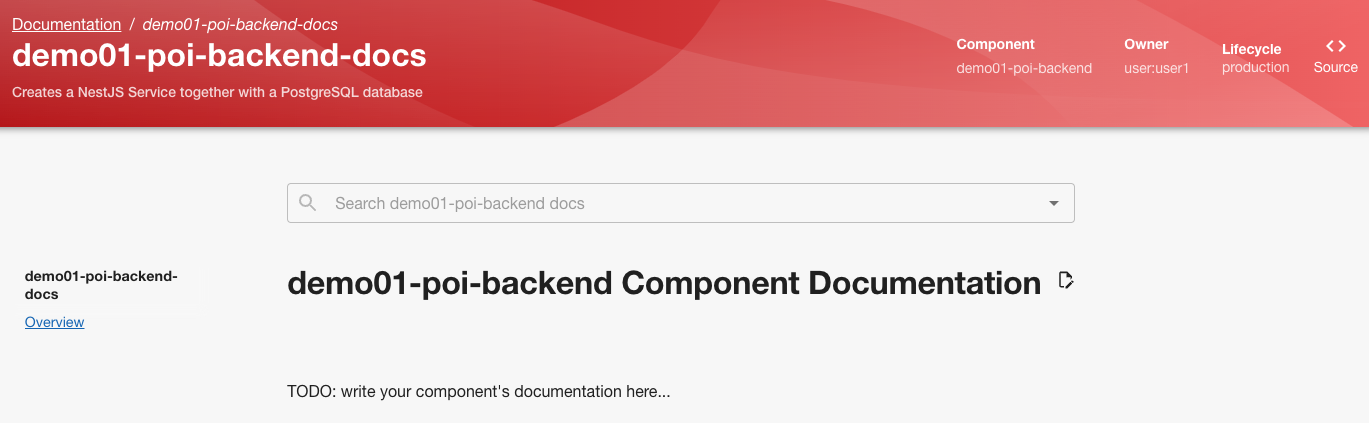 Documentation / demo01-poi-backend-docs
demo01-poi-backend-docs
Creates a NestJS Service together with a PostgreSQL database
Component
demo01-poi-backend
Owner
user:user1
Lifecycle
production
Source
Search demo01-poi-backend docs
demo01-poi-backend-
docs
Overview
demo01-poi-backend Component Documentation
TODO: write your component's documentation here...